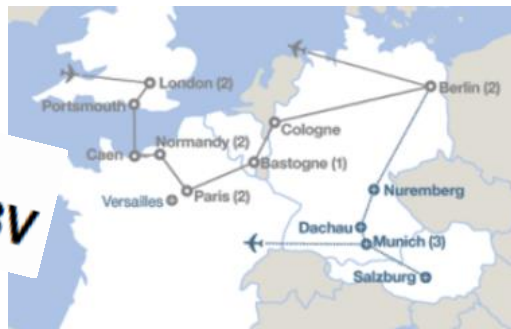 London (2)
Portsmouth
Caen
Normandy (2)
Versailles
Paris (2)
Bastogne (1)
Cologne
Berlin (2)
Nuremberg
Dachau
Munich (3)
Salzburg